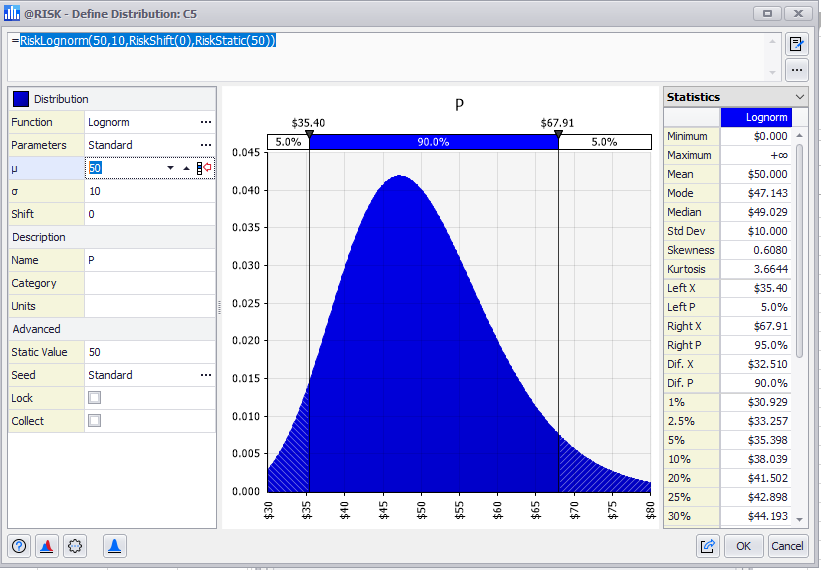 @RISK - Define Distribution: C5
=RiskLognorm(50,10,RiskShift(0),RiskStatic(50))
Distribution
Function Lognorm ...
Parameters Standard ...
μ 50
σ 10
Shift 0
Description
Name P
Category
Units
Advanced
Static Value 50
Seed Standard ...
Lock
Collect
P
$35.40 $67.91
5.0% 90.0% 5.0%
0.045
0.040
0.035
0.030
0.025
0.020
0.015
0.010
0.005
0.000
$30 $35 $40 $45 $50 $55 $60 $65 $70 $75 $80
Statistics
Lognorm
Minimum $0.000
Maximum +∞
Mean $50.000
Mode $47.143
Median $49.029
Std Dev $10.000
Skewness 0.6080
Kurtosis 3.6644
Left X $35.40
Left P 5.0%
Right X $67.91
Right P 95.0%
Dif. X $32.510
Dif. P 90.0%
1% $30.929
2.5% $33.257
5% $35.398
10% $38.039
20% $41.502
25% $42.898
30% $44.193
OK Cancel